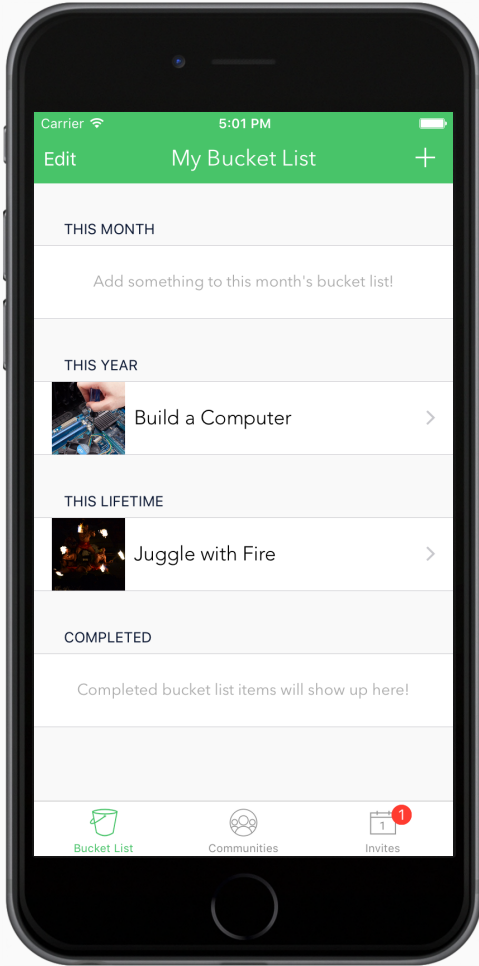 Carrier 5:01 PM
Edit My Bucket List +
THIS MONTH
Add something to this month's bucket list!
THIS YEAR
Build a Computer
THIS LIFETIME
Juggle with Fire
COMPLETED
Completed bucket list items will show up here!
1
1
Bucket List Communities Invites